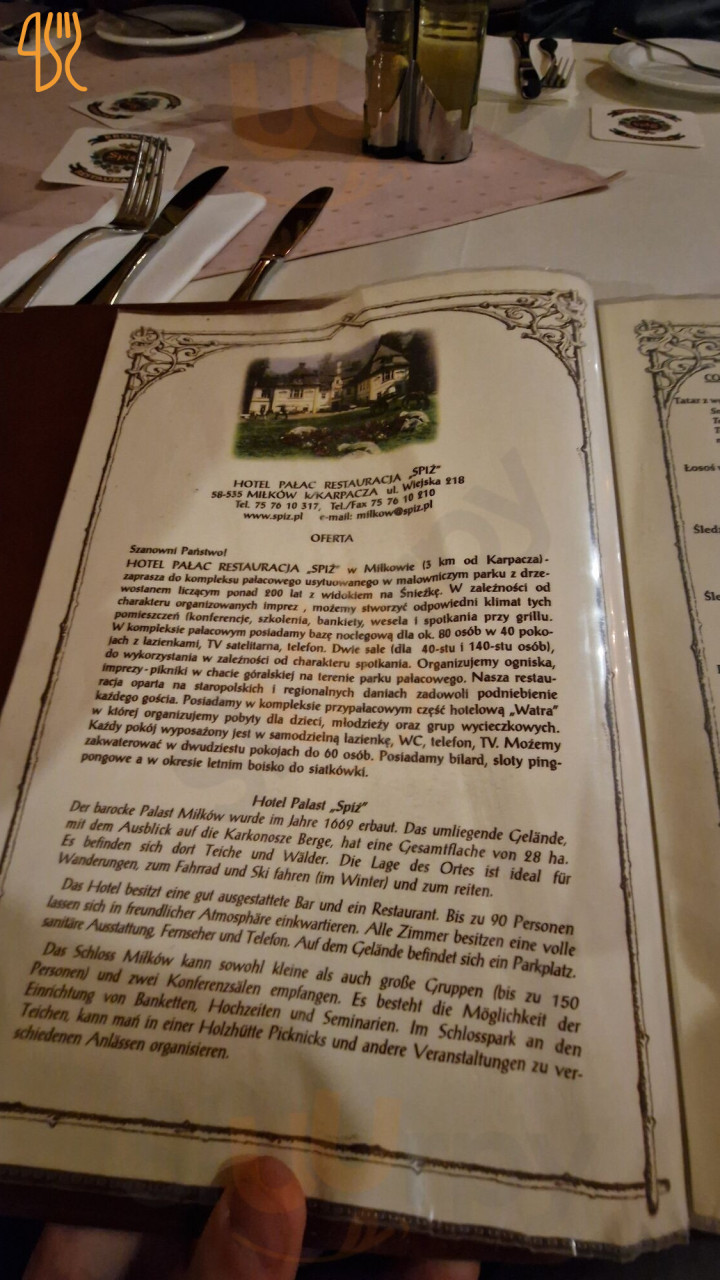 BROWAR
Spiż
HOTEL PAŁAC RESTAURACJA „SPIŻ”
58-535 MIŁKÓW k/KARPACZA ul. Wiejska 218
Tel. 75 76 10 317, Tel./Fax 75 76 10 210
www.spiz.pl e-mail: milkow@spiz.pl
OFERTA
Szanowni Państwo!
HOTEL PAŁAC RESTAURACJA „SPIŻ” w Miłkowie (3 km od Karpacza) -
zaprasza do kompleksu pałacowego usytuowanego w malowniczym parku z drze-
wostanem liczącym ponad 200 lat z widokiem na Śnieżkę. W zależności od
charakteru organizowanych imprez , możemy stworzyć odpowiedni klimat tych
pomieszczeń (konferencje, szkolenia, bankiety, wesela i spotkania przy grillu.
W kompleksie pałacowym posiadamy bazę noclegową dla ok. 80 osób w 40 poko-
jach z łazienkami, TV satelitarna, telefon. Dwie sale (dla 40-stu i 140-stu osób),
do wykorzystania w zależności od charakteru spotkania. Organizujemy ogniska,
imprezy - pikniki w chacie góralskiej na terenie parku pałacowego. Nasza restau-
racja oparta na staropolskich i regionalnych daniach zadowoli podniebienie
każdego gościa. Posiadamy w kompleksie przypałacowym część hotelową „Watra”
w której organizujemy pobyty dla dzieci, młodzieży oraz grup wycieczkowych.
Każdy pokój wyposażony jest w samodzielną łazienkę, WC, telefon, TV. Możemy
zakwaterować w dwudziestu pokojach do 60 osób. Posiadamy bilard, sloty ping-
pongowe a w okresie letnim boisko do siatkówki.
Hotel Palast „Spiż”
Der barocke Palast Miłków wurde im Jahre 1669 erbaut. Das umliegende Gelände,
mit dem Ausblick auf die Karkonosze Berge, hat eine Gesamtflache von 28 ha.
Es befinden sich dort Teiche und Wälder. Die Lage des Ortes ist ideal für
Wanderungen, zum Fahrrad und Ski fahren (im Winter) und zum reiten.
Das Hotel besitzt eine gut ausgestattete Bar und ein Restaurant. Bis zu 90 Personen
lassen sich in freundlicher Atmosphäre einkwartieren. Alle Zimmer besitzen eine volle
sanitäre Ausstattung, Fernseher und Telefon. Auf dem Gelände befindet sich ein Parkplatz.
Das Schloss Miłków kann sowohl kleine als auch große Gruppen (bis zu 150
Personen) und zwei Konferenzsälen empfangen. Es besteht die Möglichkeit der
Einrichtung von Banketten, Hochzeiten und Seminarien. Im Schlosspark an den
Teichen, kann man in einer Holzhütte Picknicks und andere Veranstaltungen zu ver-
schiedenen Anlässen organisieren.
Tatar z
Łosoś
Śledź